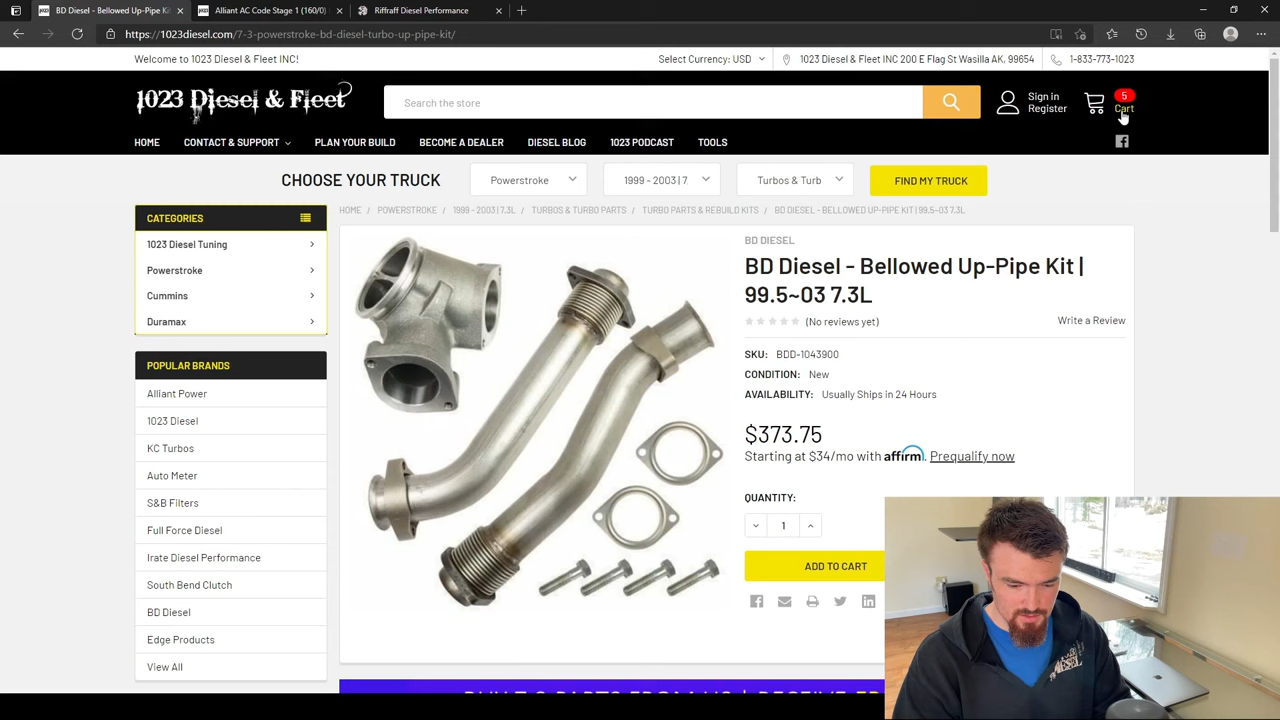 BD Diesel - Bellowed Up-Pipe Ki
Alliant AC Code Stage 1 (160/0)
Riffraff Diesel Performance
https://1023diesel.com/7-3-powerstroke-bd-diesel-turbo-up-pipe-kit/
Welcome to 1023 Diesel & Fleet INC!
Select Currency: USD
1023 Diesel & Fleet INC 200 E Flag St Wasilla AK, 99654
1-833-773-1023
1023 Diesel & Fleet
Search the store
Sign in
Register
5
Cart
HOME
CONTACT & SUPPORT
PLAN YOUR BUILD
BECOME A DEALER
DIESEL BLOG
1023 PODCAST
TOOLS
CHOOSE YOUR TRUCK
Powerstroke
1999 - 2003 | 7.
Turbos & Turb
FIND MY TRUCK
CATEGORIES
1023 Diesel Tuning
Powerstroke
Cummins
Duramax
POPULAR BRANDS
Alliant Power
1023 Diesel
KC Turbos
Auto Meter
S&B Filters
Full Force Diesel
Irate Diesel Performance
South Bend Clutch
BD Diesel
Edge Products
View All
HOME / POWERSTROKE / 1999 - 2003 | 7.3L / TURBOS & TURBO PARTS / TURBO PARTS & REBUILD KITS / BD DIESEL - BELLOWED UP-PIPE KIT | 99.5~03 7.3L
BD DIESEL
BD Diesel - Bellowed Up-Pipe Kit |
99.5~03 7.3L
(No reviews yet)
Write a Review
SKU: BDD-1043900
CONDITION: New
AVAILABILITY: Usually Ships in 24 Hours
$373.75
Starting at $34/mo with affirm. Prequalify now
QUANTITY:
1
ADD TO CART